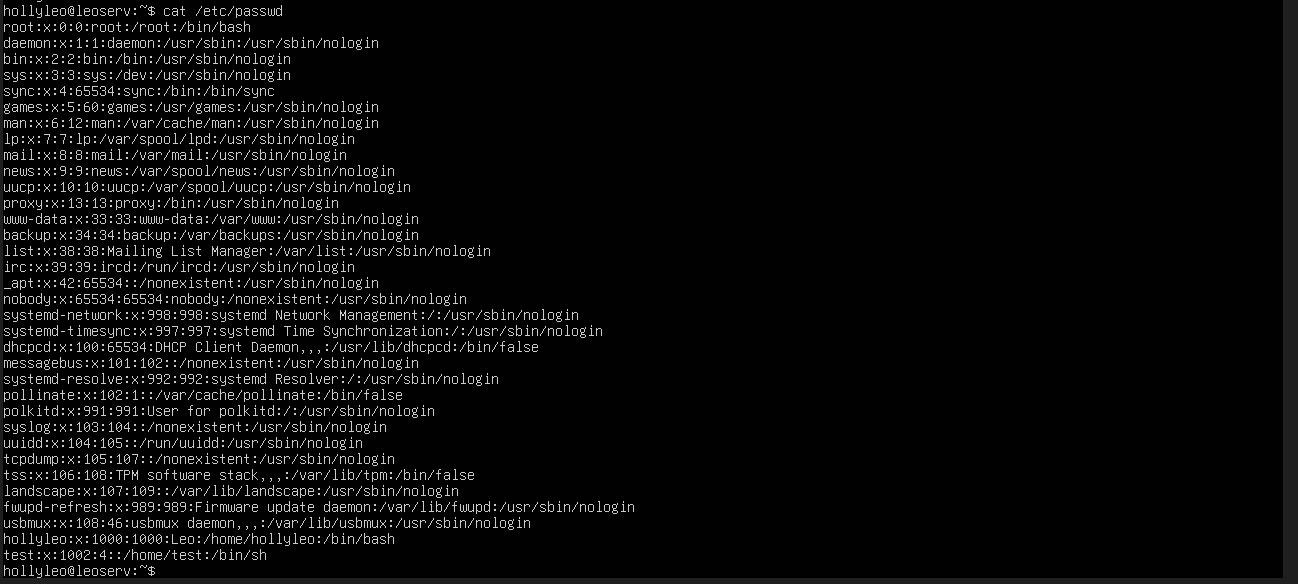 hollyleo@leoserv:~$ cat /etc/passwd
root:x:0:0:root:/root:/bin/bash
daemon:x:1:1:daemon:/usr/sbin:/usr/sbin/nologin
bin:x:2:2:bin:/bin:/usr/sbin/nologin
sys:x:3:3:sys:/dev:/usr/sbin/nologin
sync:x:4:65534:sync:/bin:/bin/sync
games:x:5:60:games:/usr/games:/usr/sbin/nologin
man:x:6:12:man:/var/cache/man:/usr/sbin/nologin
lp:x:7:7:lp:/var/spool/lpd:/usr/sbin/nologin
mail:x:8:8:mail:/var/mail:/usr/sbin/nologin
news:x:9:9:news:/var/spool/news:/usr/sbin/nologin
uucp:x:10:10:uucp:/var/spool/uucp:/usr/sbin/nologin
proxy:x:13:13:proxy:/bin:/usr/sbin/nologin
www-data:x:33:33:www-data:/var/www:/usr/sbin/nologin
backup:x:34:34:backup:/var/backups:/usr/sbin/nologin
list:x:38:38:Mailing List Manager:/var/list:/usr/sbin/nologin
irc:x:39:39:ircd:/run/ircd:/usr/sbin/nologin
_apt:x:42:65534::/nonexistent:/usr/sbin/nologin
nobody:x:65534:65534:nobody:/nonexistent:/usr/sbin/nologin
systemd-network:x:998:998:systemd Network Management:/:/usr/sbin/nologin
systemd-timesync:x:997:997:systemd Time Synchronization:/:/usr/sbin/nologin
dhcpcd:x:100:65534:DHCP Client Daemon,,,:/usr/lib/dhcpcd:/bin/false
messagebus:x:101:102::/nonexistent:/usr/sbin/nologin
systemd-resolve:x:992:992:systemd Resolver:/:/usr/sbin/nologin
pollinate:x:102:1::/var/cache/pollinate:/bin/false
polkitd:x:991:991:User for polkitd:/:/usr/sbin/nologin
syslog:x:103:104::/nonexistent:/usr/sbin/nologin
uuidd:x:104:105::/run/uuidd:/usr/sbin/nologin
tcpdump:x:105:107::/nonexistent:/usr/sbin/nologin
tss:x:106:108:TPM software stack,,,:/var/lib/tpm:/bin/false
landscape:x:107:109::/var/lib/landscape:/usr/sbin/nologin
fwupd-refresh:x:989:989:Firmware update daemon:/var/lib/fwupd:/usr/sbin/nologin
usbmux:x:108:46:usbmux daemon,,,:/var/lib/usbmux:/usr/sbin/nologin
hollyleo:x:1000:1000:Leo:/home/hollyleo:/bin/bash
test:x:1002:4::/home/test:/bin/sh
hollyleo@leoserv:~$